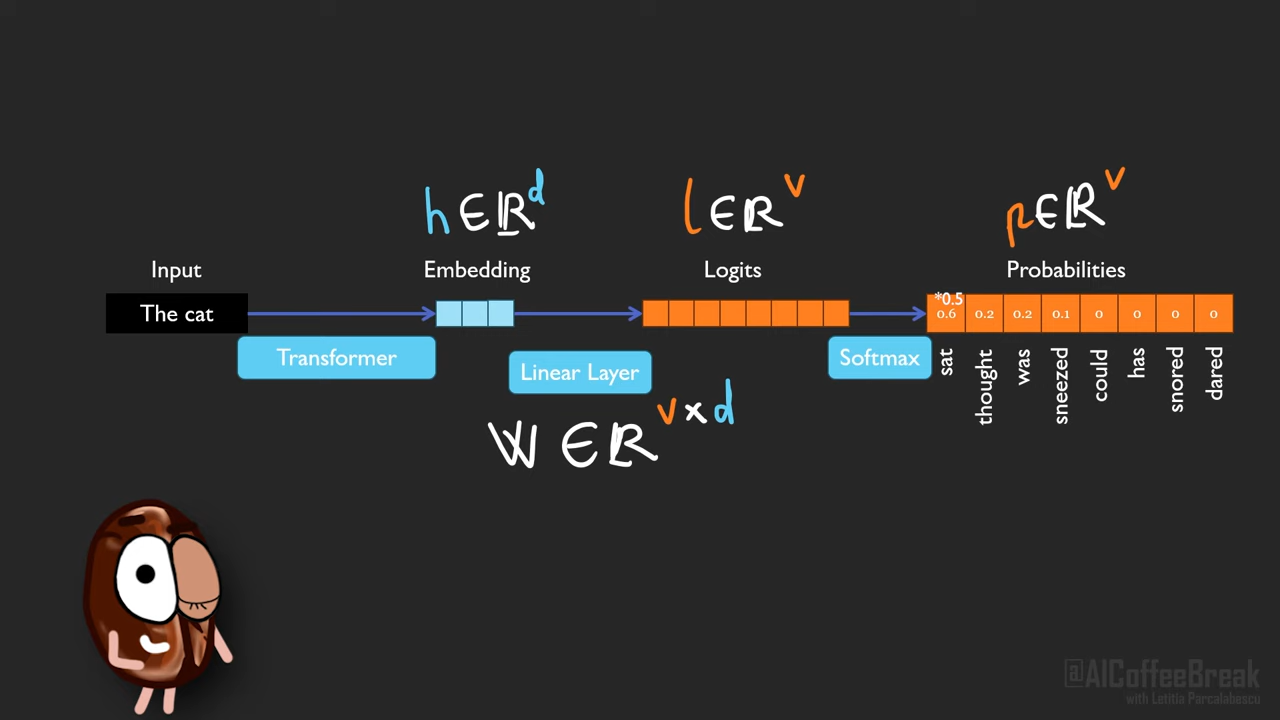 h ∈ ℝ^d
l ∈ ℝ^v
p ∈ ℝ^v
Input
Embedding
Logits
Probabilities
The cat
*0.5
0.6 0.2 0.2 0.1 0 0 0 0
Transformer
Linear Layer
Softmax
sat
thought
was
sneezed
could
has
snored
dared
W ∈ ℝ^v×d
@AICoffeeBreak
with Letitia Parcalabescu